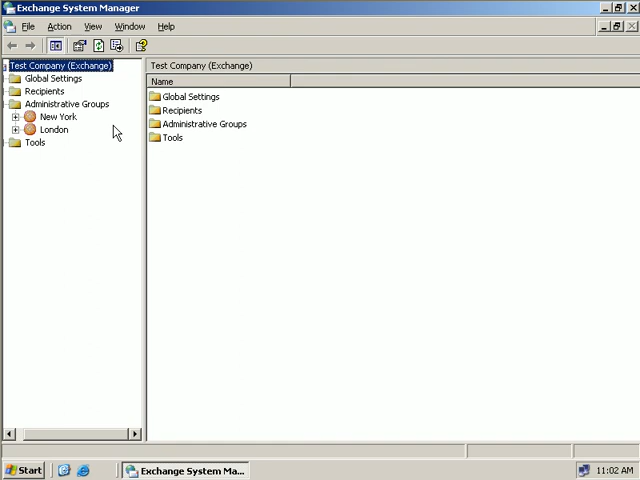 Exchange System Manager
File Action View Window Help
Test Company (Exchange)
Global Settings
Recipients
Administrative Groups
New York
London
Tools
Test Company (Exchange)
Name
Global Settings
Recipients
Administrative Groups
Tools
Start
Exchange System Ma...
11:02 AM